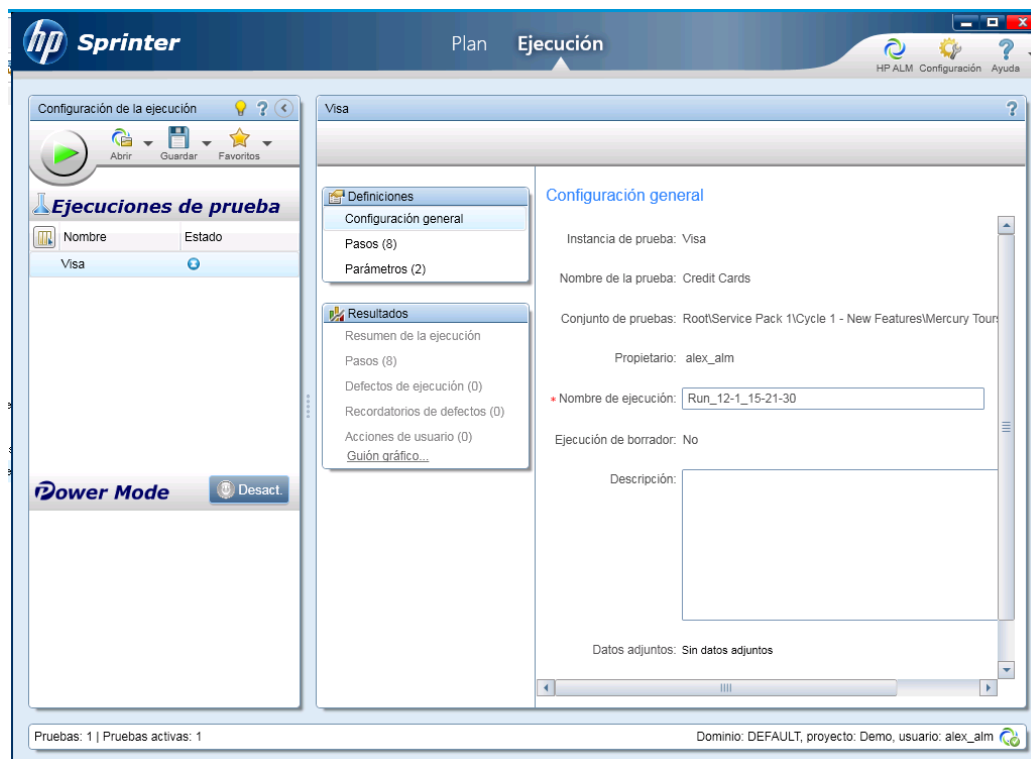 hp Sprinter
Plan Ejecución
HP ALM Configuración Ayuda
Configuración de la ejecución
Abrir Guardar Favoritos
Ejecuciones de prueba
Nombre Estado
Visa
Power Mode Desact.
Visa
Definiciones
Configuración general
Pasos (8)
Parámetros (2)
Resultados
Resumen de la ejecución
Pasos (8)
Defectos de ejecución (0)
Recordatorios de defectos (0)
Acciones de usuario (0)
Guión gráfico...
Configuración general
Instancia de prueba: Visa
Nombre de la prueba: Credit Cards
Conjunto de pruebas: Root\Service Pack 1\Cycle 1 - New Features\Mercury Tour
Propietario: alex_alm
* Nombre de ejecución: Run_12-1_15-21-30
Ejecución de borrador: No
Descripción:
Datos adjuntos: Sin datos adjuntos
Pruebas: 1 | Pruebas activas: 1
Dominio: DEFAULT, proyecto: Demo, usuario: alex_alm